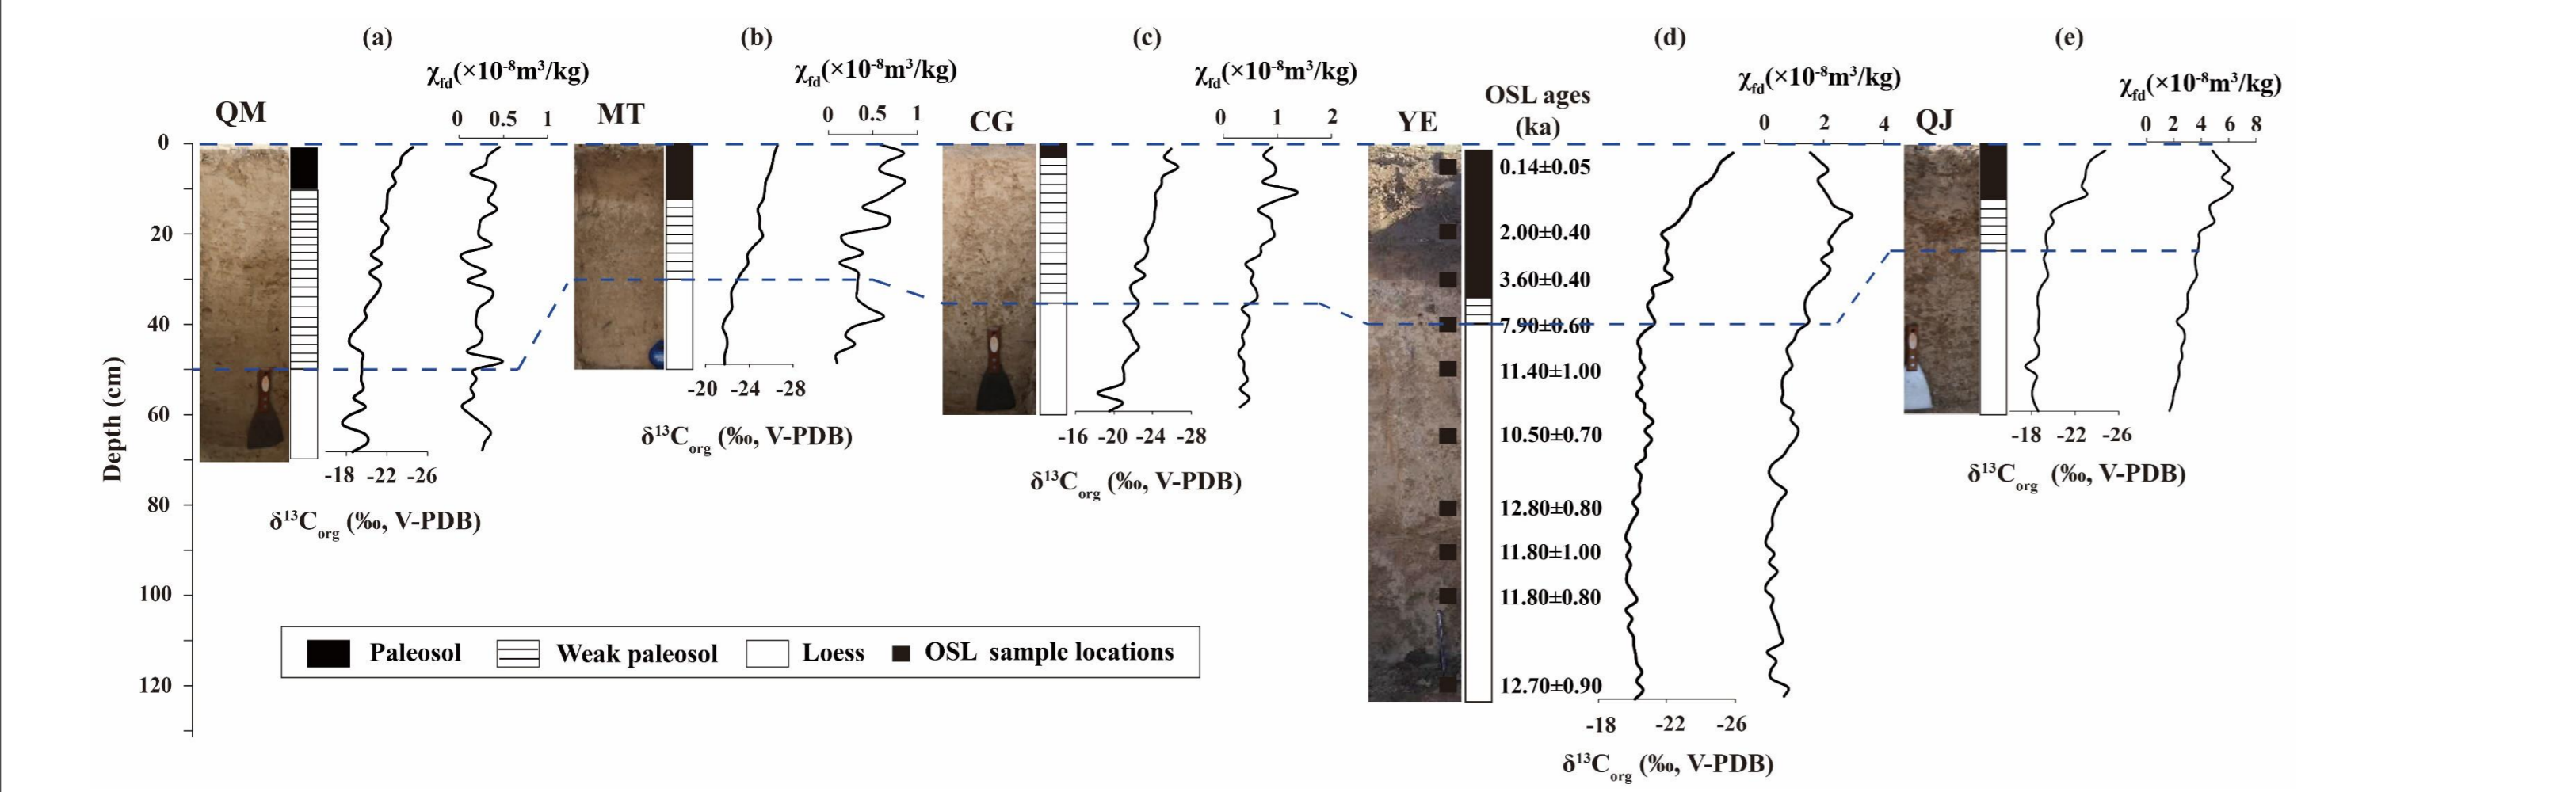 (a) (b) (c) (d) (e)
χfd(×10-8m3/kg) χfd(×10-8m3/kg) χfd(×10-8m3/kg) χfd(×10-8m3/kg) χfd(×10-8m3/kg)
QM MT CG YE OSL ages (ka) QJ
0 0.5 1
0 0.5 1
0 1 2
0 2 4
0 2 4 6 8
Depth (cm)
0
20
40
60
80
100
120
0.14±0.05
2.00±0.40
3.60±0.40
7.90±0.60
11.40±1.00
10.50±0.70
12.80±0.80
11.80±1.00
11.80±0.80
12.70±0.90
-18 -22 -26
δ13Corg (‰, V-PDB)
-20 -24 -28
δ13Corg (‰, V-PDB)
-16 -20 -24 -28
δ13Corg (‰, V-PDB)
-18 -22 -26
δ13Corg (‰, V-PDB)
-18 -22 -26
δ13Corg (‰, V-PDB)
Paleosol Weak paleosol Loess OSL sample locations